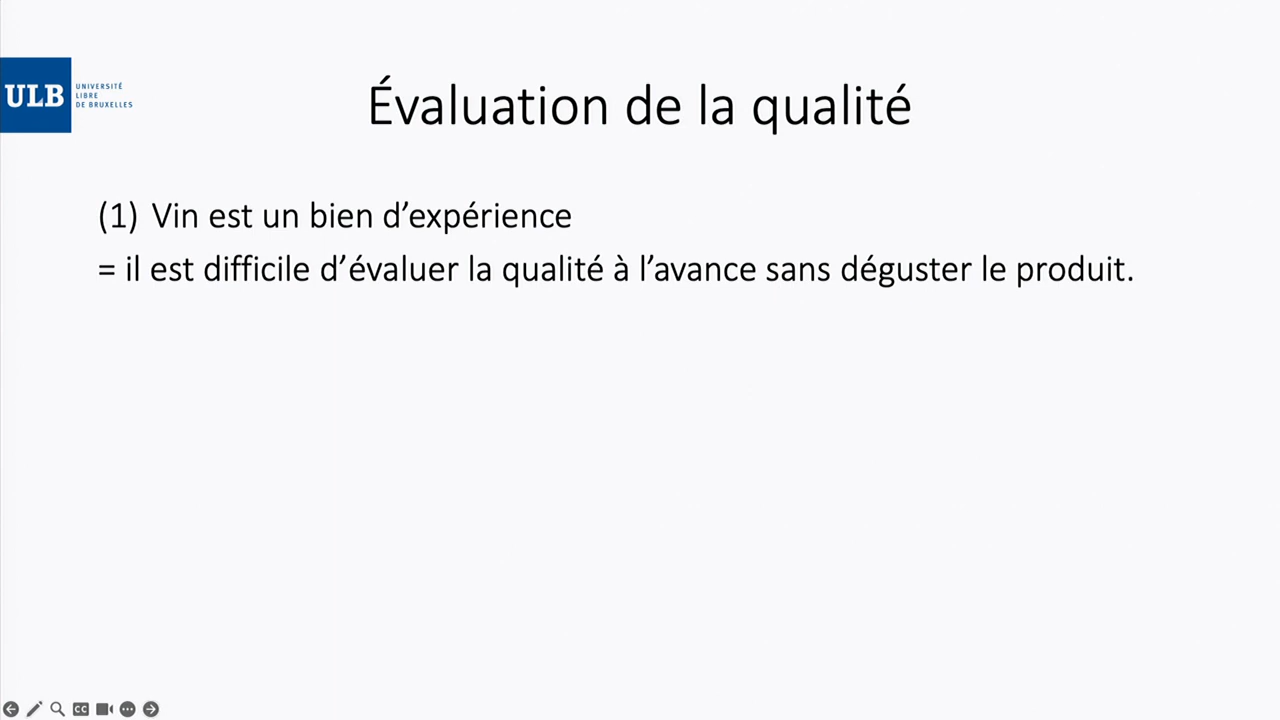 ULB
UNIVERSITÉ
LIBRE
DE BRUXELLES
Évaluation de la qualité
(1) Vin est un bien d’expérience
= il est difficile d’évaluer la qualité à l’avance sans déguster le produit.
CC